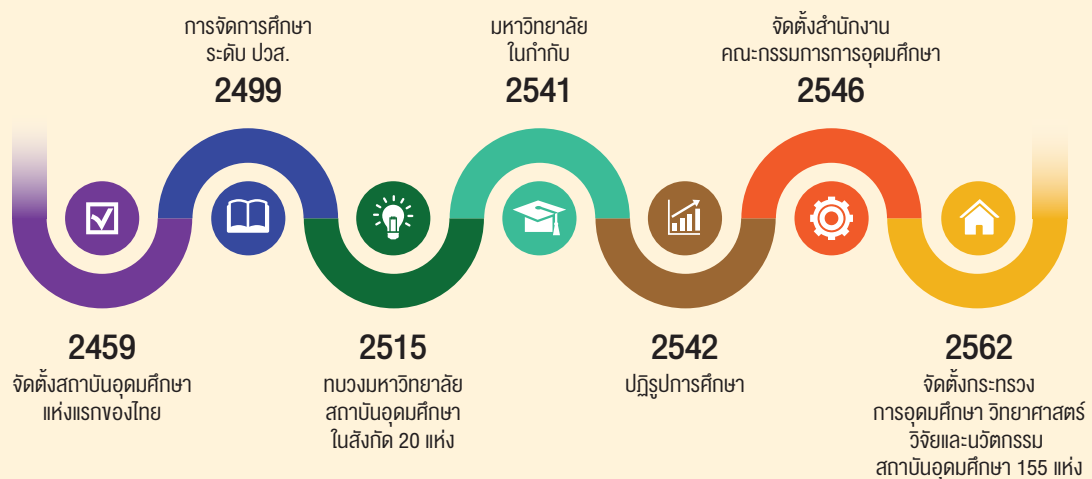 การจัดการศึกษา
ระดับ ปวส.
2499
มหาวิทยาลัย
ในกำกับ
2541
จัดตั้งสำนักงาน
คณะกรรมการการอุดมศึกษา
2546
2459
จัดตั้งสถาบันอุดมศึกษา
แห่งแรกของไทย
2515
ทบวงมหาวิทยาลัย
สถาบันอุดมศึกษา
ในสังกัด 20 แห่ง
2542
ปฏิรูปการศึกษา
2562
จัดตั้งกระทรวง
การอุดมศึกษา วิทยาศาสตร์
วิจัยและนวัตกรรม
สถาบันอุดมศึกษา 155 แห่ง